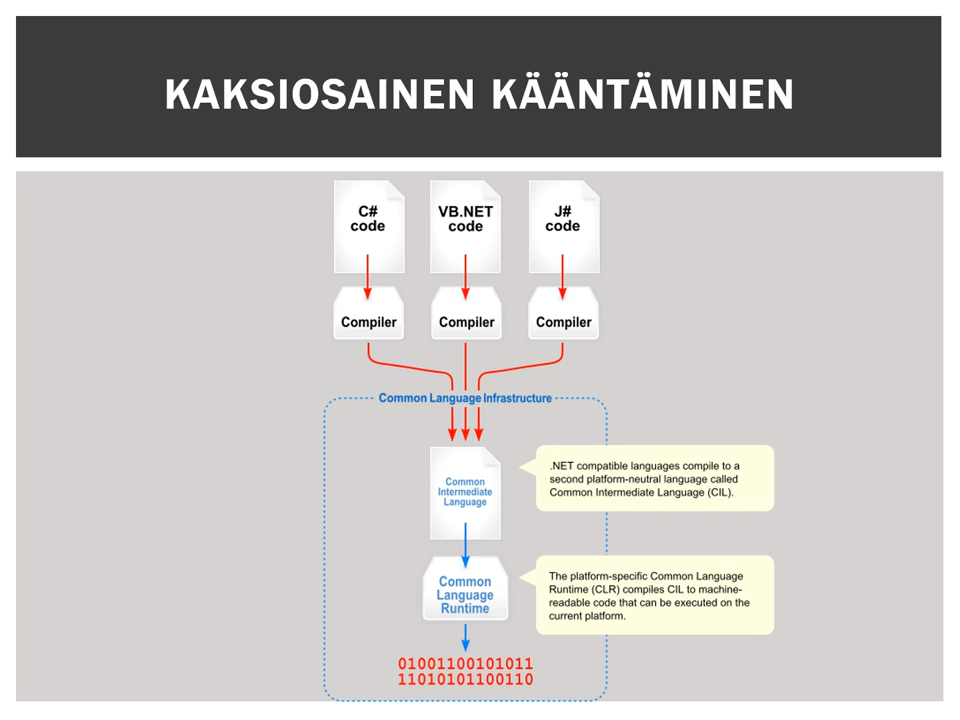 KAKSIOSAINEN KÄÄNTÄMINEN
C#
code
VB.NET
code
J#
code
Compiler
Compiler
Compiler
Common Language Infrastructure
Common
Intermediate
Language
.NET compatible languages compile to a
second platform-neutral language called
Common Intermediate Language (CIL).
Common
Language
Runtime
The platform-specific Common Language
Runtime (CLR) compiles CIL to machine-
readable code that can be executed on the
current platform.
01001100101011
11010101100110